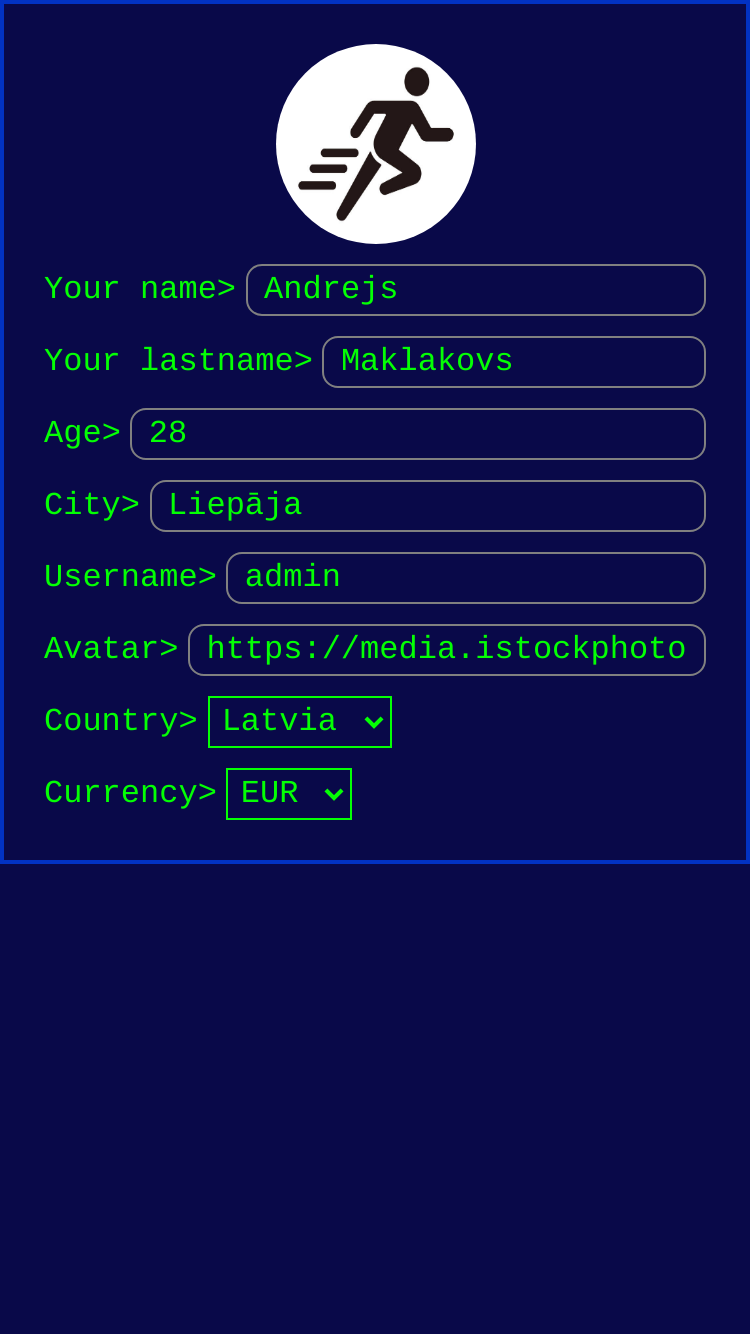 Your name> Andrejs
Your lastname> Maklakovs
Age> 28
City> Liepāja
Username> admin
Avatar> https://media.istockphoto
Country> Latvia
Currency> EUR